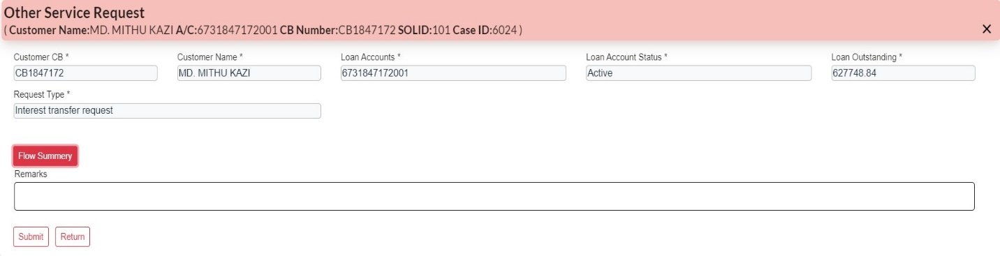 Other Service Request
( Customer Name:MD. MITHU KAZI A/C:6731847172001 CB Number:CB1847172 SOLID:101 Case ID:6024 )
Customer CB * Customer Name * Loan Accounts * Loan Account Status * Loan Outstanding *
CB1847172 MD. MITHU KAZI 6731847172001 Active 627748.84
Request Type *
Interest transfer request
Flow Summery
Remarks
Submit Return